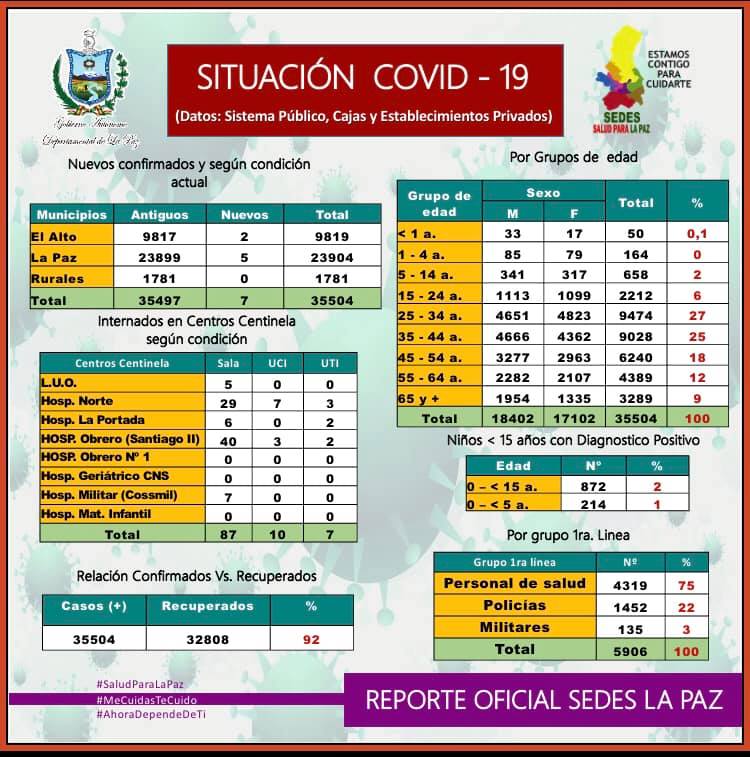 Gobierno Autónomo
Departamental de La Paz
SITUACIÓN COVID - 19
(Datos: Sistema Público, Cajas y Establecimientos Privados)
ESTAMOS
CONTIGO
PARA
CUIDARTE
SEDES
SALUD PARA LA PAZ
Nuevos confirmados y según condición
actual
Municipios Antiguos Nuevos Total
El Alto 9817 2 9819
La Paz 23899 5 23904
Rurales 1781 0 1781
Total 35497 7 35504
Internados en Centros Centinela
según condición
Centros Centinela Sala UCI UTI
L.U.O. 5 0 0
Hosp. Norte 29 7 3
Hosp. La Portada 6 0 2
HOSP. Obrero (Santiago II) 40 3 2
HOSP. Obrero Nº 1 0 0 0
Hosp. Geriátrico CNS 0 0 0
Hosp. Militar (Cossmil) 7 0 0
Hosp. Mat. Infantil 0 0 0
Total 87 10 7
Relación Confirmados Vs. Recuperados
Casos (+) Recuperados %
35504 32808 92
Por Grupos de edad
Grupo de edad Sexo Total %
M F
< 1 a. 33 17 50 0,1
1 - 4 a. 85 79 164 0
5 - 14 a. 341 317 658 2
15 - 24 a. 1113 1099 2212 6
25 - 34 a. 4651 4823 9474 27
35 - 44 a. 4666 4362 9028 25
45 - 54 a. 3277 2963 6240 18
55 - 64 a. 2282 2107 4389 12
65 y + 1954 1335 3289 9
Total 18402 17102 35504 100
Niños < 15 años con Diagnostico Positivo
Edad Nº %
0 – < 15 a. 872 2
0 – < 5 a. 214 1
Por grupo 1ra. Linea
Grupo 1ra línea Nº %
Personal de salud 4319 75
Policías 1452 22
Militares 135 3
Total 5906 100
#SaludParaLaPaz
#MeCuidasTeCuido
#AhoraDependeDeTi
REPORTE OFICIAL SEDES LA PAZ